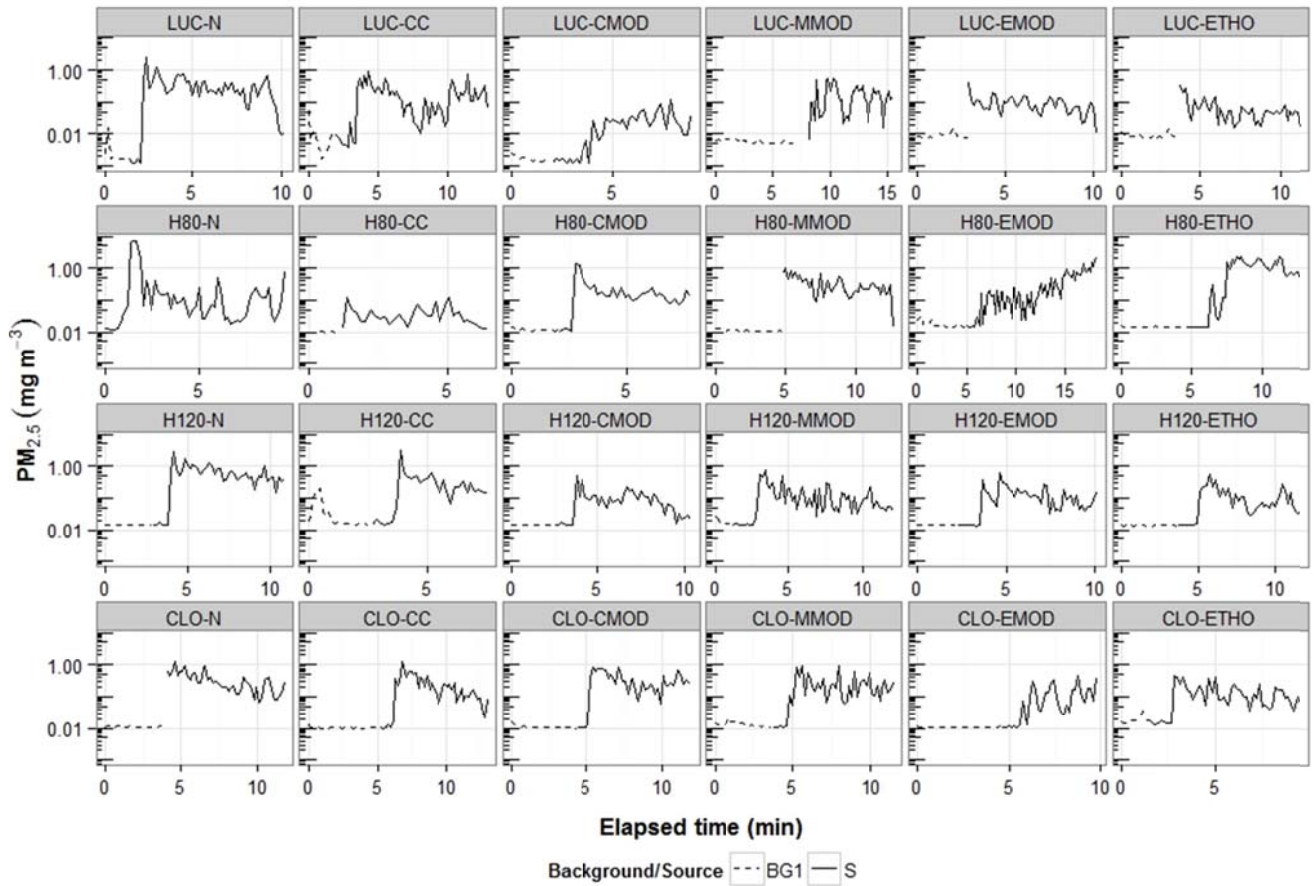 LUC-N LUC-CC LUC-CMOD LUC-MMOD LUC-EMOD LUC-ETHO
1.00
0.01
0 5 10 0 5 10 0 5 0 5 10 15 0 5 10 0 5 10
H80-N H80-CC H80-CMOD H80-MMOD H80-EMOD H80-ETHO
1.00
0.01
0 5 0 5 0 5 0 5 10 0 5 10 15 0 5 10
H120-N H120-CC H120-CMOD H120-MMOD H120-EMOD H120-ETHO
1.00
0.01
0 5 10 0 5 0 5 10 0 5 10 0 5 10 0 5 10
CLO-N CLO-CC CLO-CMOD CLO-MMOD CLO-EMOD CLO-ETHO
1.00
0.01
0 5 10 0 5 10 0 5 10 0 5 10 0 5 10 0 5
PM2.5 (mg m−3)
Elapsed time (min)
Background/Source BG1 S